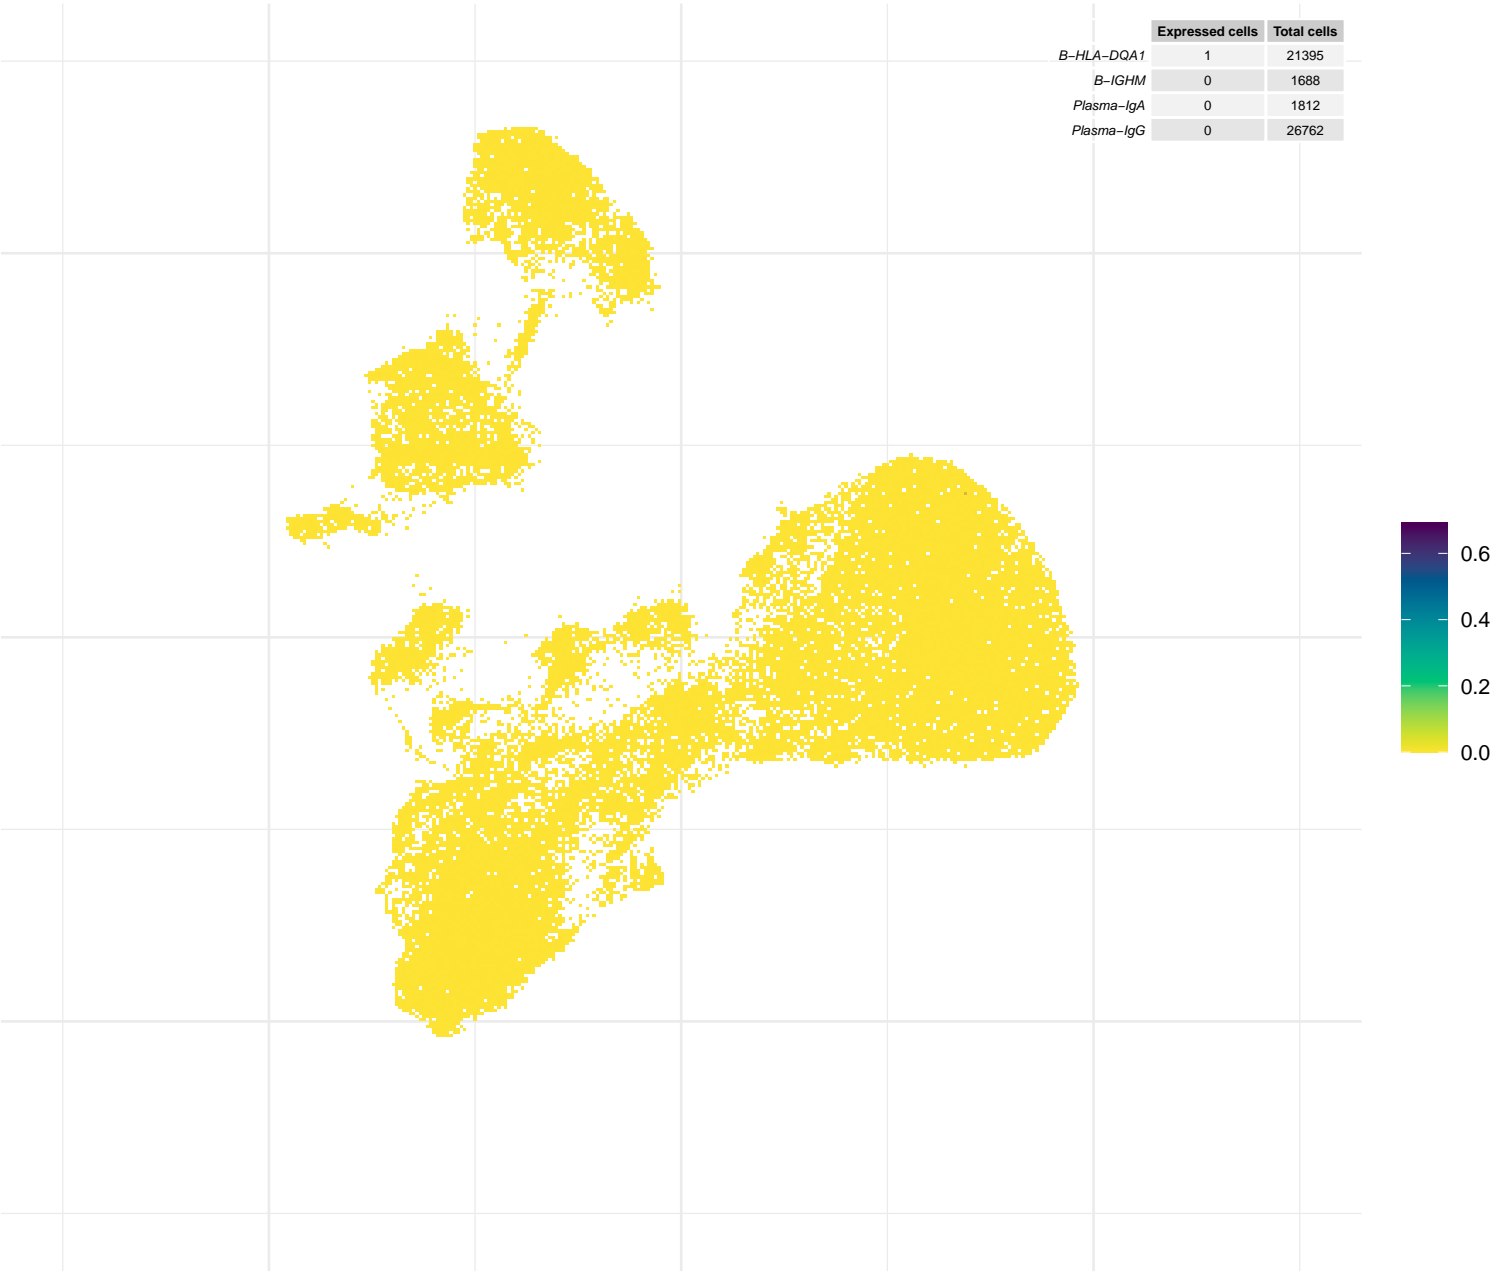 Expressed cells Total cells
B–HLA–DQA1 1 21395
B–IGHM 0 1688
Plasma–IgA 0 1812
Plasma–IgG 0 26762
0.6
0.4
0.2
0.0